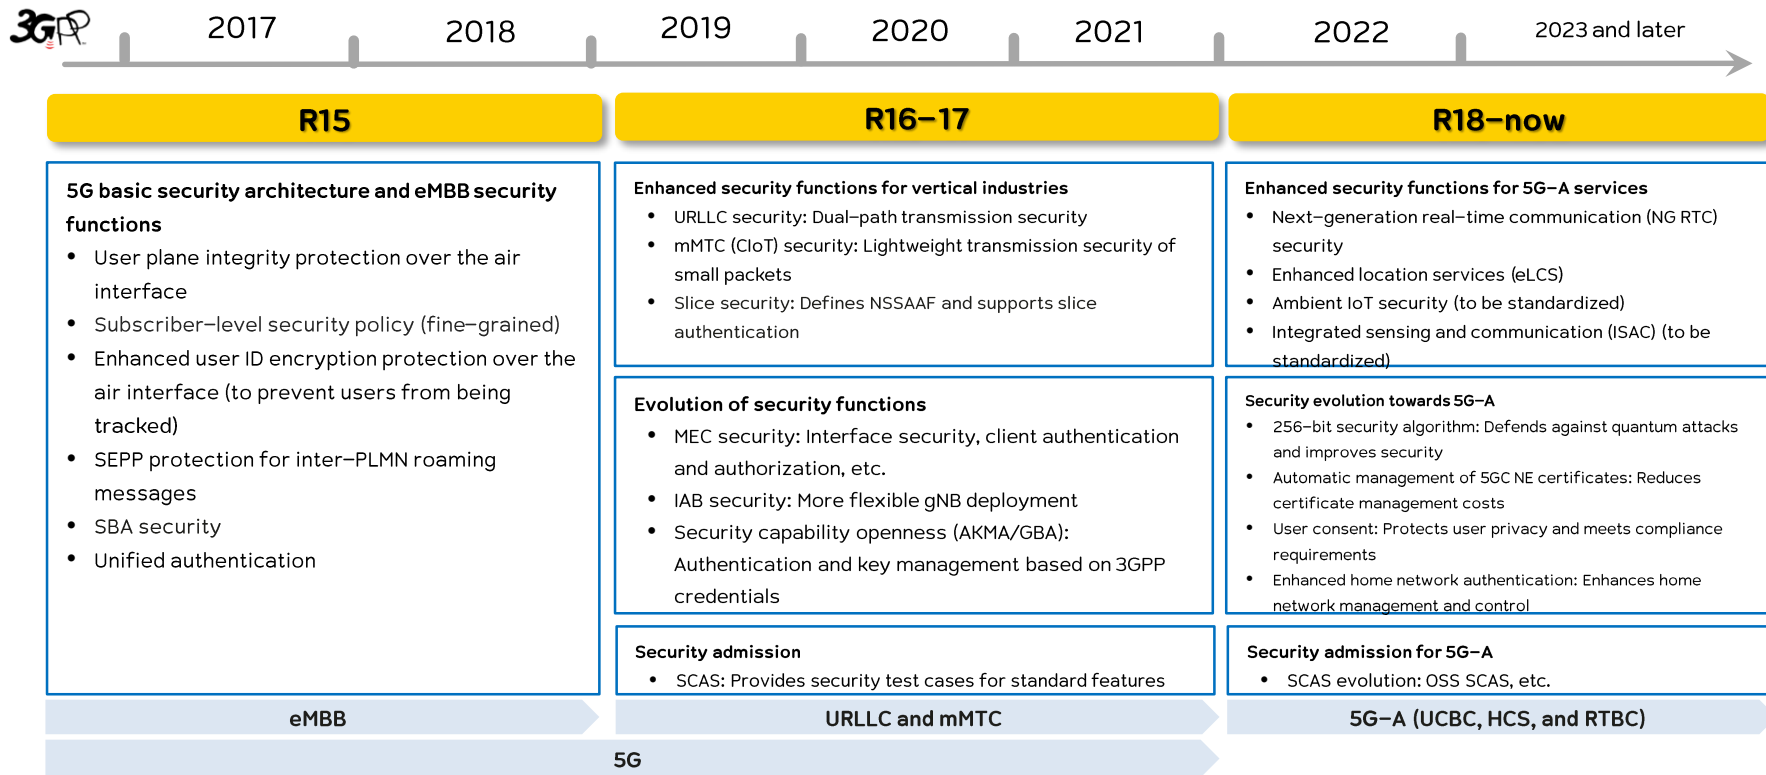 3GPP
2017
2018
2019
2020
2021
2022
2023 and later
R15
R16-17
R18-now
5G basic security architecture and eMBB security
functions
• User plane integrity protection over the air
interface
• Subscriber-level security policy (fine-grained)
• Enhanced user ID encryption protection over the
air interface (to prevent users from being
tracked)
• SEPP protection for inter-PLMN roaming
messages
• SBA security
• Unified authentication
Enhanced security functions for vertical industries
• URLLC security: Dual-path transmission security
• mMTC (CIoT) security: Lightweight transmission security of
small packets
• Slice security: Defines NSSAAF and supports slice
authentication
Evolution of security functions
• MEC security: Interface security, client authentication
and authorization, etc.
• IAB security: More flexible gNB deployment
• Security capability openness (AKMA/GBA):
Authentication and key management based on 3GPP
credentials
Security admission
• SCAS: Provides security test cases for standard features
Enhanced security functions for 5G-A services
• Next-generation real-time communication (NG RTC)
security
• Enhanced location services (eLCS)
• Ambient IoT security (to be standardized)
• Integrated sensing and communication (ISAC) (to be
standardized)
Security evolution towards 5G-A
• 256-bit security algorithm: Defends against quantum attacks
and improves security
• Automatic management of 5GC NE certificates: Reduces
certificate management costs
• User consent: Protects user privacy and meets compliance
requirements
• Enhanced home network authentication: Enhances home
network management and control
Security admission for 5G-A
• SCAS evolution: OSS SCAS, etc.
eMBB
URLLC and mMTC
5G-A (UCBC, HCS, and RTBC)
5G